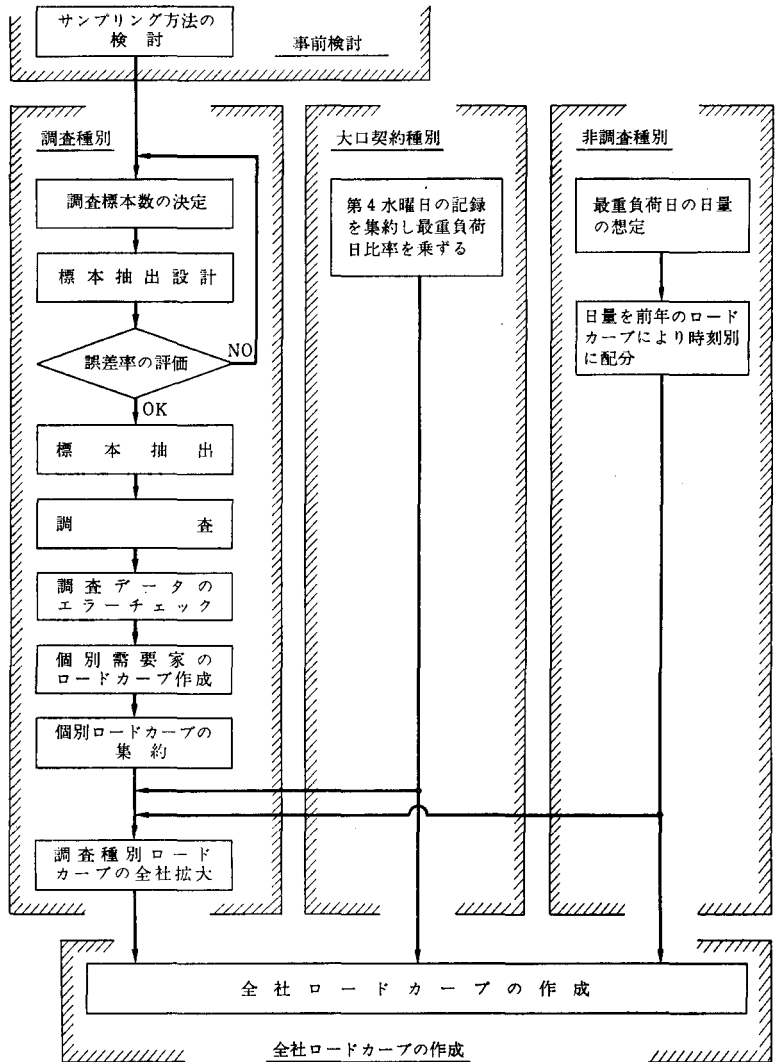 サンプリング方法の
検討
事前検討
調査種別
調査標本数の決定
標本抽出設計
誤差率の評価
NO
OK
標本抽出
調査
調査データの
エラーチェック
個別需要家の
ロードカーブ作成
個別ロードカーブの
集約
調査種別ロード
カーブの全社拡大
大口契約種別
第4水曜日の記録
を集約し最重負荷
日比率を乗ずる
非調査種別
最重負荷日の日量
の想定
日量を前年のロード
カーブにより時刻別
に配分
全社ロードカーブの作成
全社ロードカーブの作成